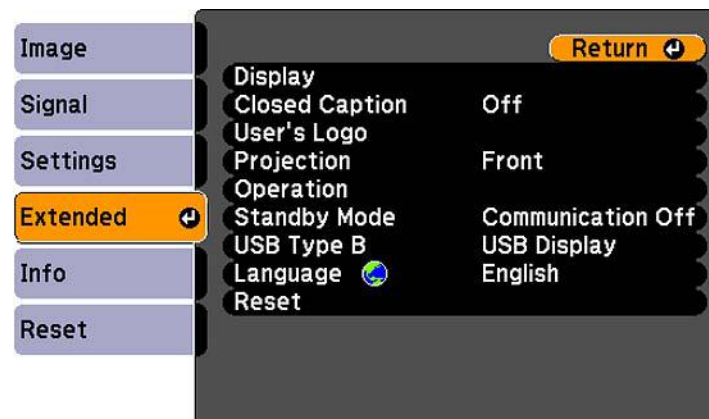 Image
Signal
Settings
Extended
Info
Reset
Return
Display
Closed Caption Off
User's Logo
Projection Front
Operation
Standby Mode Communication Off
USB Type B USB Display
Language English
Reset